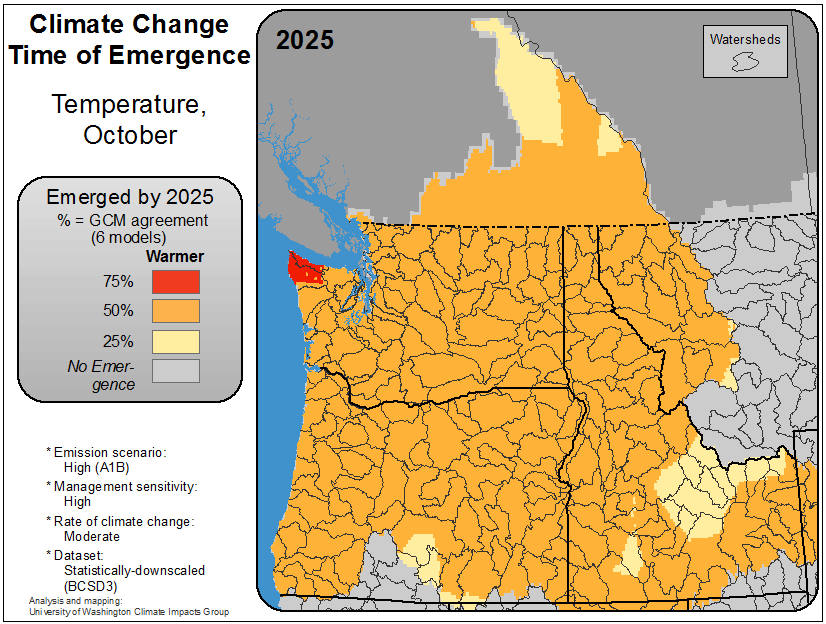 Climate Change
Time of Emergence
Temperature,
October
Emerged by 2025
% = GCM agreement
(6 models)
Warmer
75%
50%
25%
No Emer-
gence
* Emission scenario:
High (A1B)
* Management sensitivity:
High
* Rate of climate change:
Moderate
* Dataset:
Statistically-downscaled
(BCSD3)
Analysis and mapping:
University of Washington Climate Impacts Group
2025
Watersheds